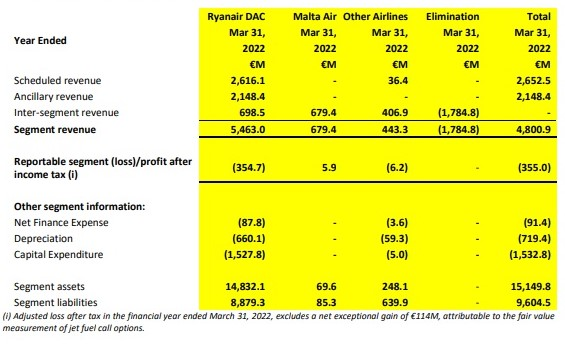 Ryanair DAC Malta Air Other Airlines Elimination Total
Year Ended Mar 31, Mar 31, Mar 31, Mar 31, Mar 31,
2022 2022 2022 2022 2022
€M €M €M €M €M
Scheduled revenue 2,616.1 - 36.4 - 2,652.5
Ancillary revenue 2,148.4 - - - 2,148.4
Inter-segment revenue 698.5 679.4 406.9 (1,784.8) -
Segment revenue 5,463.0 679.4 443.3 (1,784.8) 4,800.9
Reportable segment (loss)/profit after
income tax (i) (354.7) 5.9 (6.2) - (355.0)
Other segment information:
Net Finance Expense (87.8) - (3.6) - (91.4)
Depreciation (660.1) - (59.3) - (719.4)
Capital Expenditure (1,527.8) - (5.0) - (1,532.8)
Segment assets 14,832.1 69.6 248.1 - 15,149.8
Segment liabilities 8,879.3 85.3 639.9 - 9,604.5
(i) Adjusted loss after tax in the financial year ended March 31, 2022, excludes a net exceptional gain of €114M, attributable to the fair value
measurement of jet fuel call options.